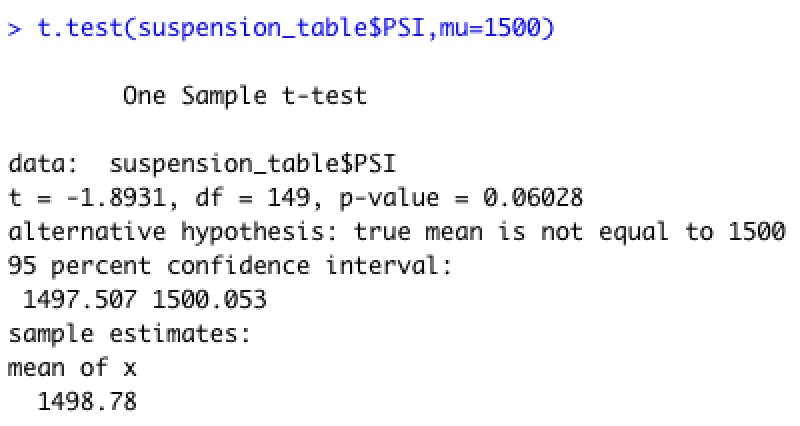 > t.test(suspension_table$PSI,mu=1500)
One Sample t-test
data:  suspension_table$PSI
t = -1.8931, df = 149, p-value = 0.06028
alternative hypothesis: true mean is not equal to 1500
95 percent confidence interval:
1497.507 1500.053
sample estimates:
mean of x
1498.78